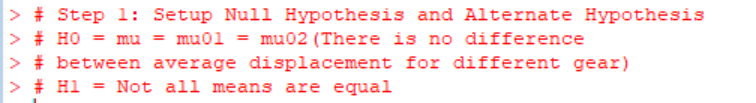 > # Step 1: Setup Null Hypothesis and Alternate Hypothesis
> # H0 = mu = mu01 = mu02(There is no difference
> # between average displacement for different gear)
> # H1 = Not all means are equal